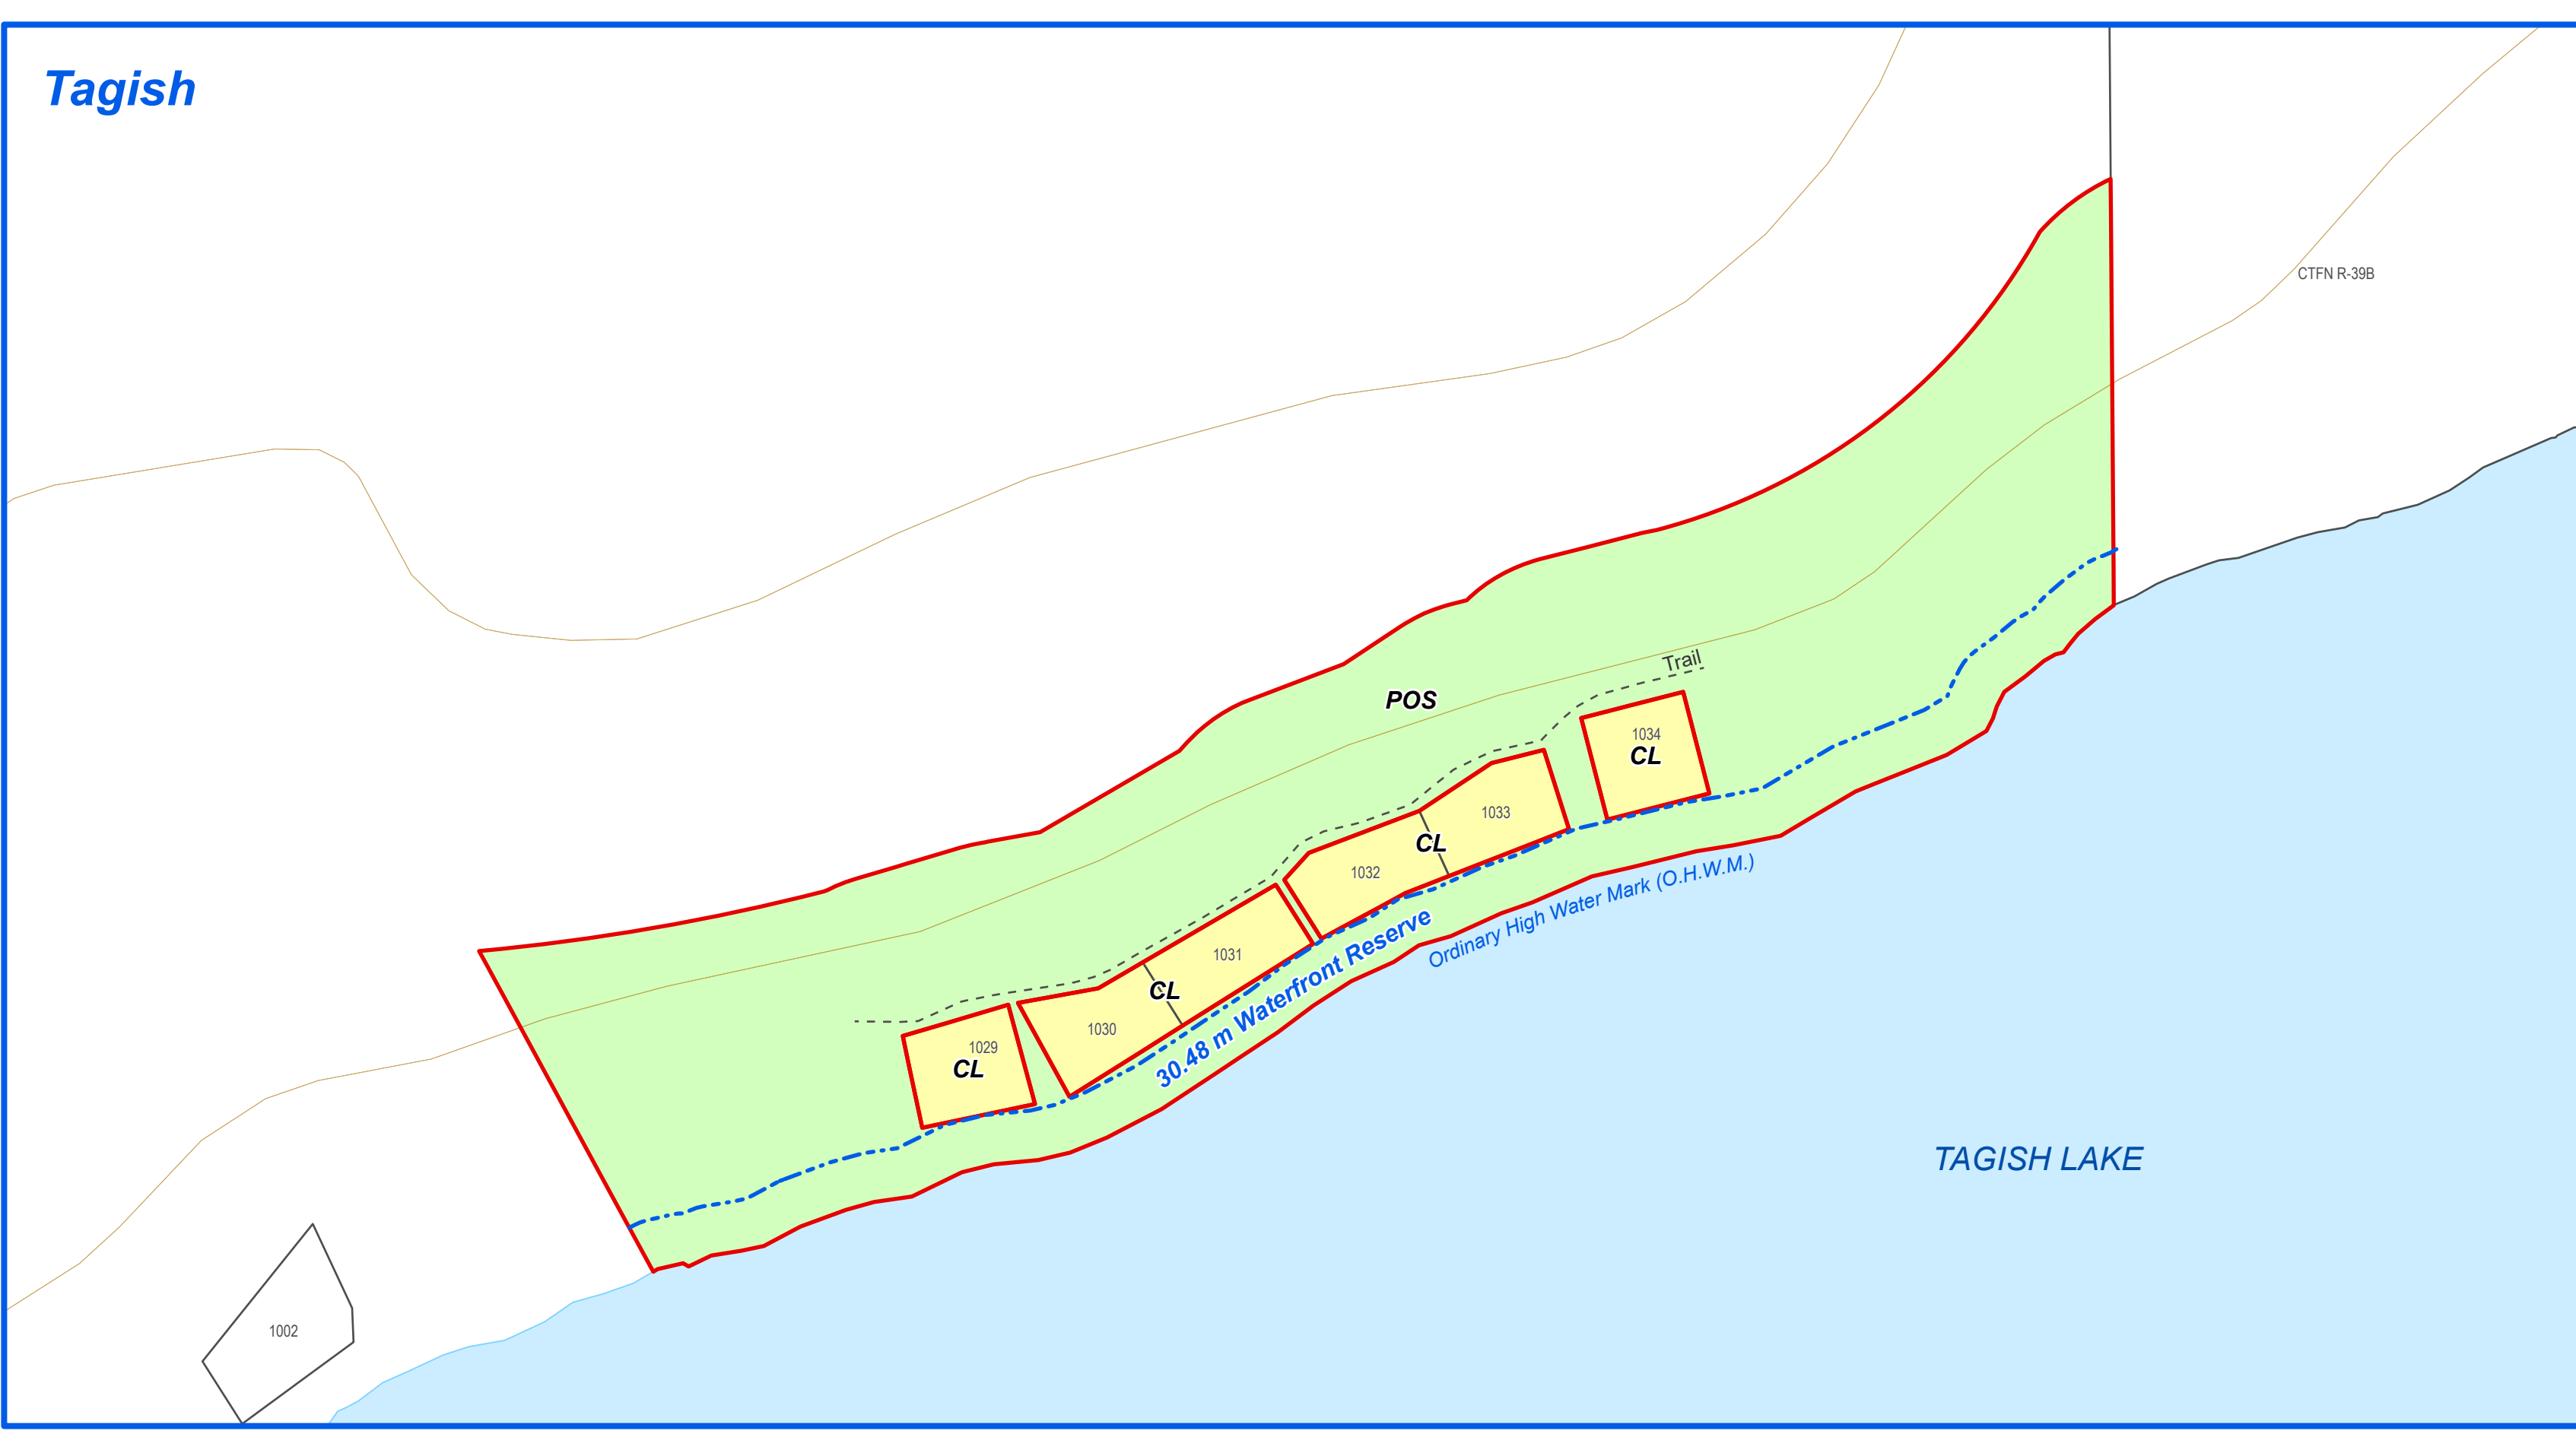 Tagish
CTFN R-39B
Trail
POS
1034
CL
1033
CL
1032
1031
CL
1030
1029
CL
30.48 m Waterfront Reserve
Ordinary High Water Mark (O.H.W.M.)
TAGISH LAKE
1002